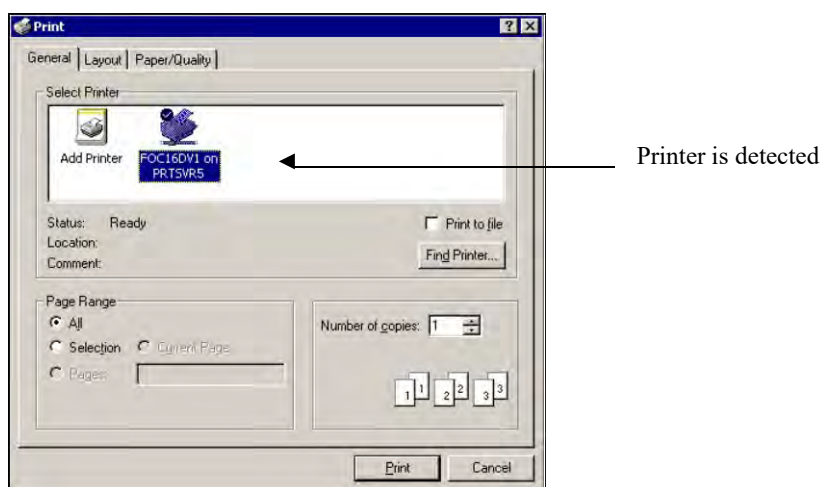 Print
General Layout Paper/Quality
Select Printer
Add Printer
FOC16DV1 on
PRTSVR5
Printer is detected
Status: Ready
Print to file
Location:
Find Printer...
Comment:
Page Range
All
Number of copies: 1
Selection Current Page
Pages:
1 1 2 2 3 3
Print Cancel